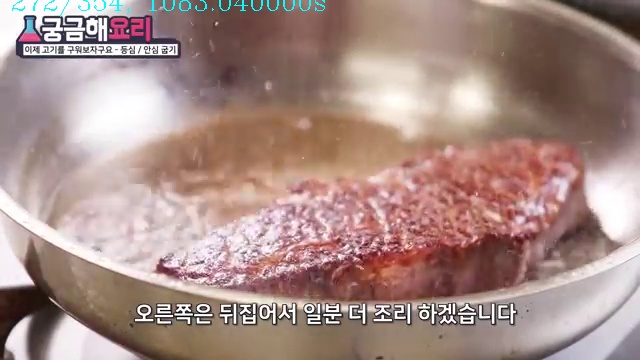 272/354, 1083.040000s
궁금해요리
이제 고기를 구워보자구요 - 등심 / 안심 굽기
오른쪽은 뒤집어서 일분 더 조리 하겠습니다